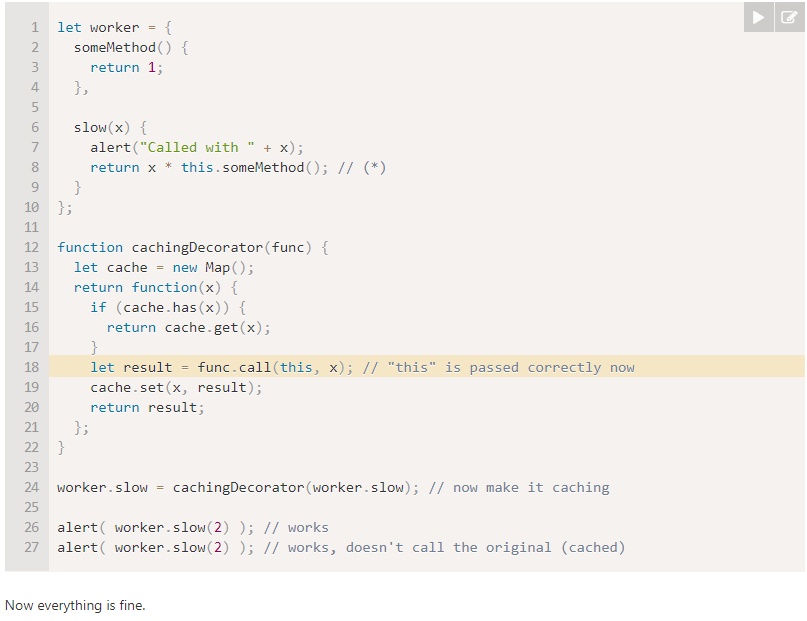 1 let worker = {
2   someMethod() {
3     return 1;
4   },
5
6   slow(x) {
7     alert("Called with " + x);
8     return x * this.someMethod(); // (*)
9   }
10 };
11
12 function cachingDecorator(func) {
13   let cache = new Map();
14   return function(x) {
15     if (cache.has(x)) {
16       return cache.get(x);
17     }
18     let result = func.call(this, x); // "this" is passed correctly now
19     cache.set(x, result);
20     return result;
21   };
22 }
23
24 worker.slow = cachingDecorator(worker.slow); // now make it caching
25
26 alert( worker.slow(2) ); // works
27 alert( worker.slow(2) ); // works, doesn't call the original (cached)
Now everything is fine.